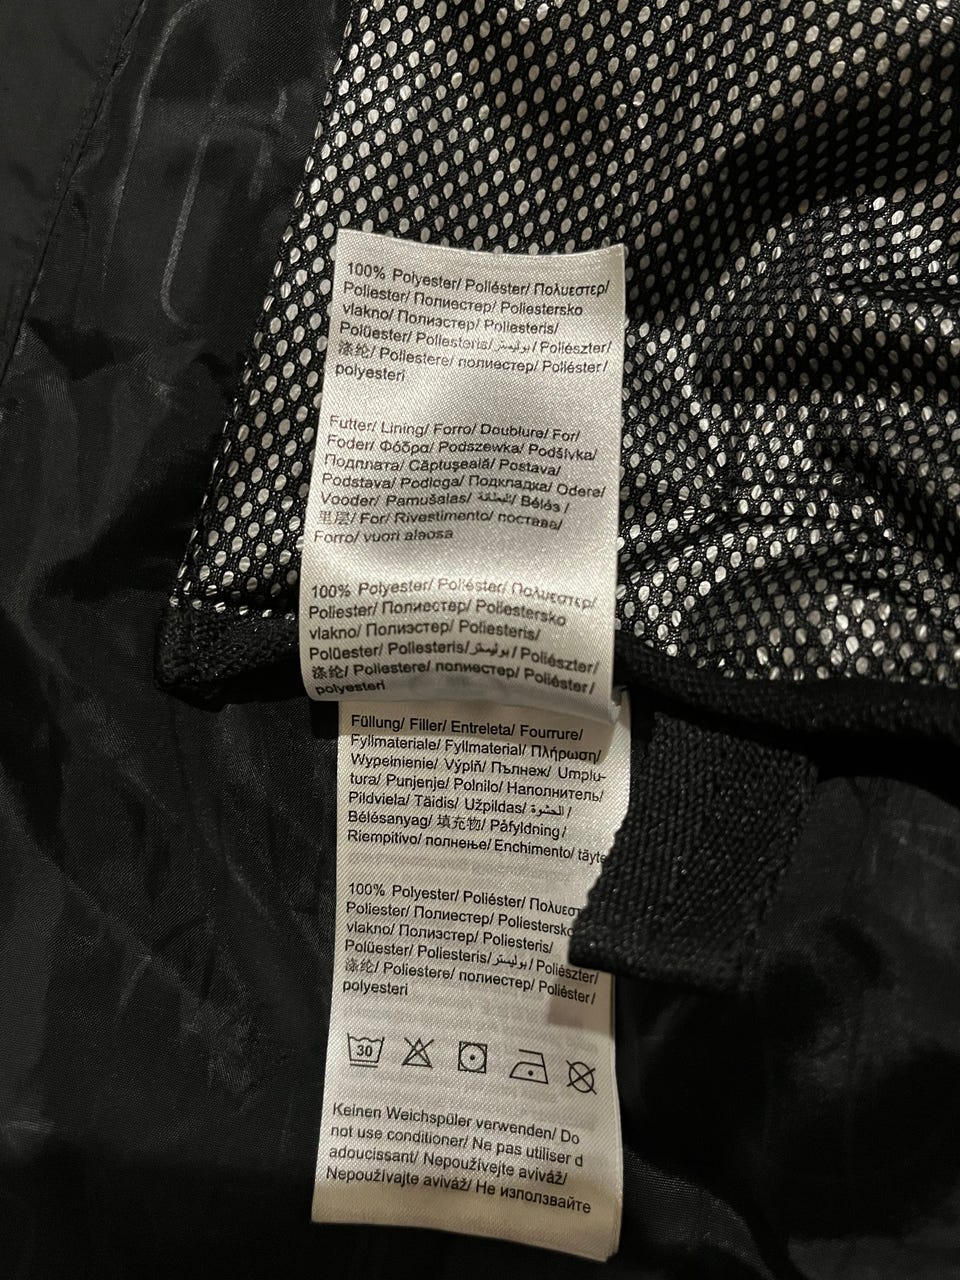 100% Polyester/ Poliéster/ Πολυεστερ/
Poliester/ Полиестер/ Poliestersko
vlakno/ Полиэстер/ Poliesteris/
Polüester/ Poliesteris/ بوليستر/ Poliészter/
涤纶/ Poliestere/ полиестер/ Poliéster/
polyesteri
Futter/ Lining/ Forro/ Doublure/ For/
Foder/ Φόδρα/ Podszewka/ Podšívka/
Подплата/ Căptuşeală/ Postava/
Podstava/ Podloga/ Подкладка/ Odere/
Vooder/ Pamušalas/ البطانة/ Bélés /
里层/ For/ Rivestimento/ постава/
Forro/ vuori alaosa
100% Polyester/ Poliéster/ Πολυεστερ/
Poliester/ Полиестер/ Poliestersko
vlakno/ Полиэстер/ Poliesteris/
Polüester/ Poliesteris/ بوليستر/ Poliészter/
涤纶/ Poliestere/ полиестер/ Poliéster/
polyesteri
Füllung/ Filler/ Entreleta/ Fourrure/
Fyllmateriale/ Fyllmaterial/ Πλήρωση/
Wypeinienie/ Výplň/ Пълнеж/ Umplu-
tura/ Punjenje/ Polnilo/ Наполнитель/
Pildviela/ Täidis/ Užpildas/ الحشوة /
Bélésanyag/ 填充物/ Påfyldning/
Riempitivo/ полнење/ Enchimento/ täyte
100% Polyester/ Poliéster/ Πολυεστ
Poliester/ Полиестер/ Poliestersko
vlakno/ Полиэстер/ Poliesteris/
Polüester/ Poliesteris/ بوليستر/ Poliészter/
涤纶/ Poliestere/ полиестер/ Poliéster/
polyesteri
30
Keinen Weichspüler verwenden/ Do
not use conditioner/ Ne pas utiliser d
adoucissant/ Nepoužívejte aviváž/
Nepoužívajte aviváž/ Не използвайте